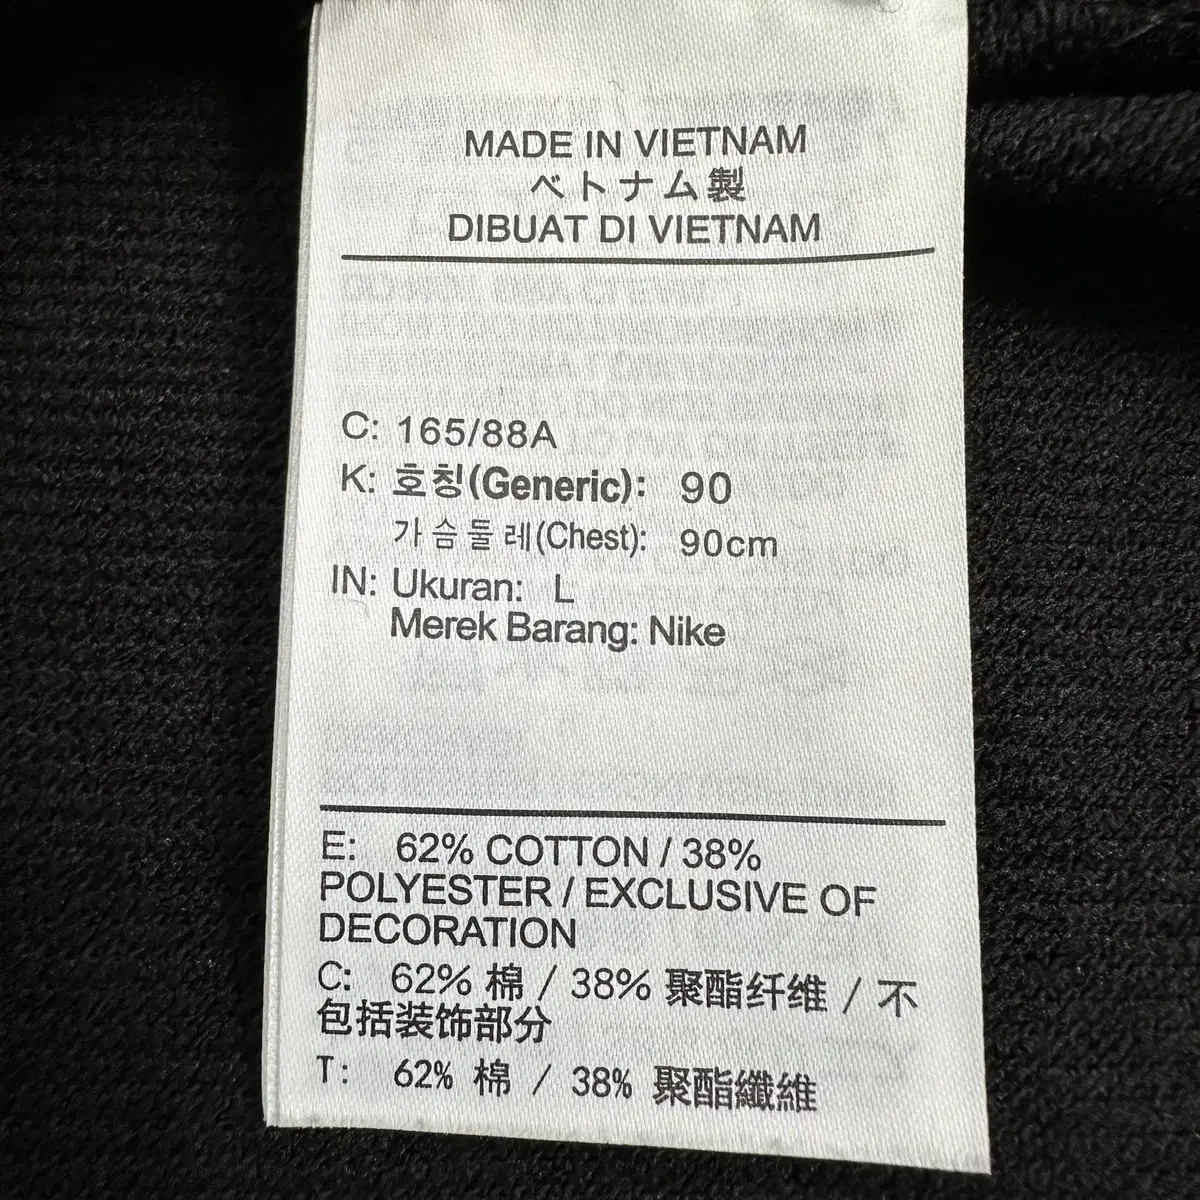 MADE IN VIETNAM
ベトナム製
DIBUAT DI VIETNAM
C: 165/88A
K: 호칭(Generic): 90
가슴둘레(Chest): 90cm
IN: Ukuran: L
Merek Barang: Nike
E: 62% COTTON / 38%
POLYESTER / EXCLUSIVE OF
DECORATION
C: 62% 棉 / 38% 聚酯纤维 / 不
包括装饰部分
T: 62% 棉 / 38% 聚酯纖維